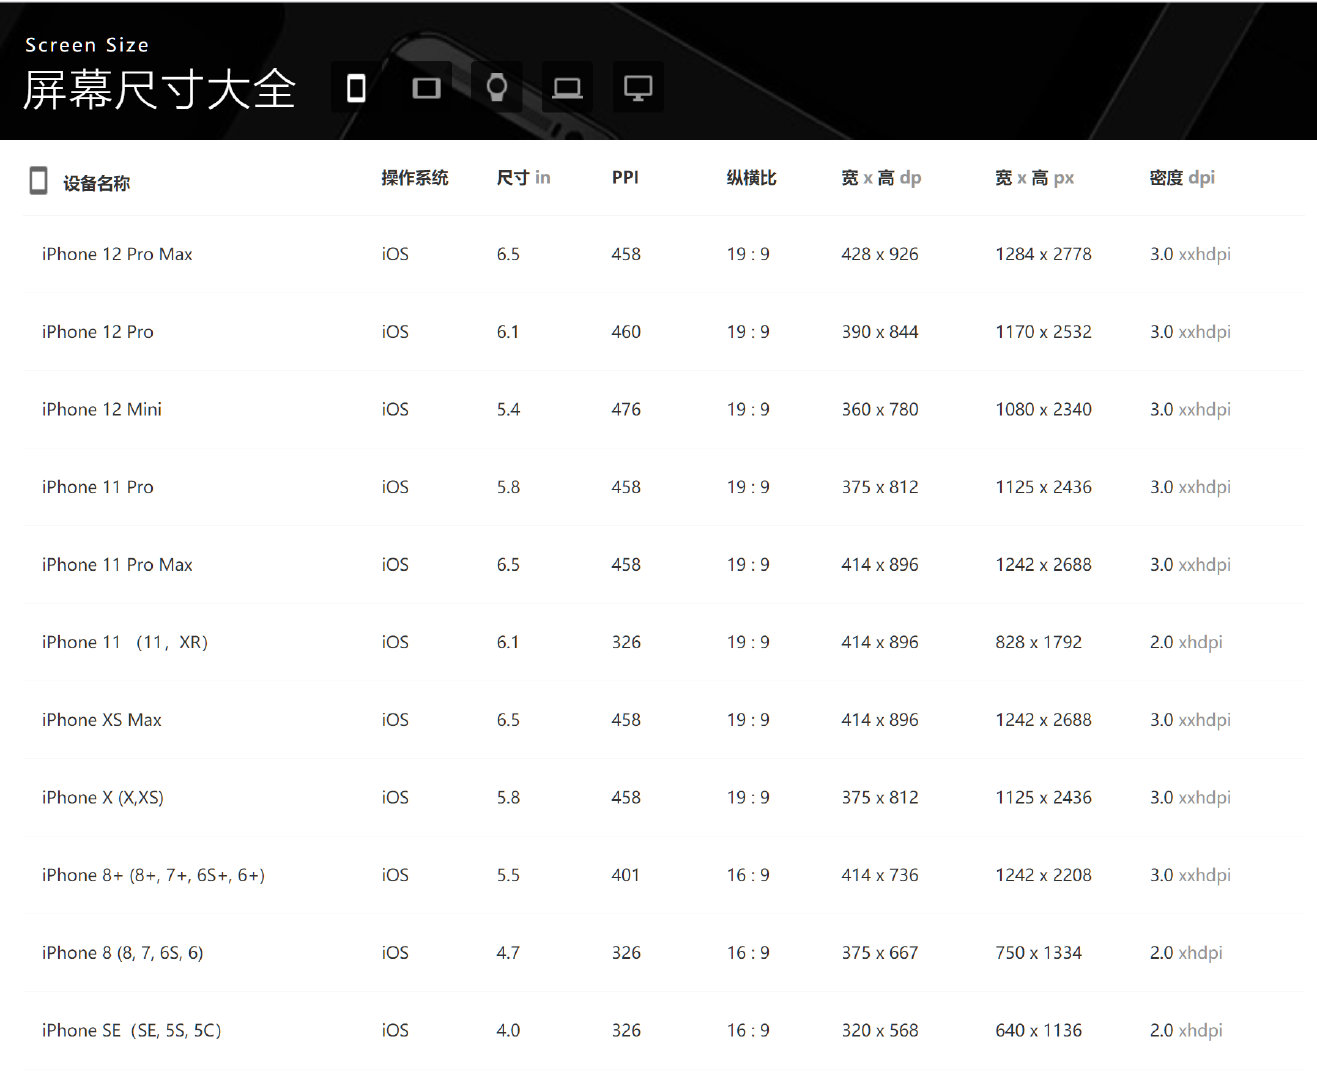 Screen Size
屏幕尺寸大全
设备名称 操作系统 尺寸 in PPI 纵横比 宽 x 高 dp 宽 x 高 px 密度 dpi
iPhone 12 Pro Max iOS 6.5 458 19 : 9 428 x 926 1284 x 2778 3.0 xxhdpi
iPhone 12 Pro iOS 6.1 460 19 : 9 390 x 844 1170 x 2532 3.0 xxhdpi
iPhone 12 Mini iOS 5.4 476 19 : 9 360 x 780 1080 x 2340 3.0 xxhdpi
iPhone 11 Pro iOS 5.8 458 19 : 9 375 x 812 1125 x 2436 3.0 xxhdpi
iPhone 11 Pro Max iOS 6.5 458 19 : 9 414 x 896 1242 x 2688 3.0 xxhdpi
iPhone 11 （11，XR） iOS 6.1 326 19 : 9 414 x 896 828 x 1792 2.0 xhdpi
iPhone XS Max iOS 6.5 458 19 : 9 414 x 896 1242 x 2688 3.0 xxhdpi
iPhone X (X,XS) iOS 5.8 458 19 : 9 375 x 812 1125 x 2436 3.0 xxhdpi
iPhone 8+ (8+, 7+, 6S+, 6+) iOS 5.5 401 16 : 9 414 x 736 1242 x 2208 3.0 xxhdpi
iPhone 8 (8, 7, 6S, 6) iOS 4.7 326 16 : 9 375 x 667 750 x 1334 2.0 xhdpi
iPhone SE（SE, 5S, 5C） iOS 4.0 326 16 : 9 320 x 568 640 x 1136 2.0 xhdpi